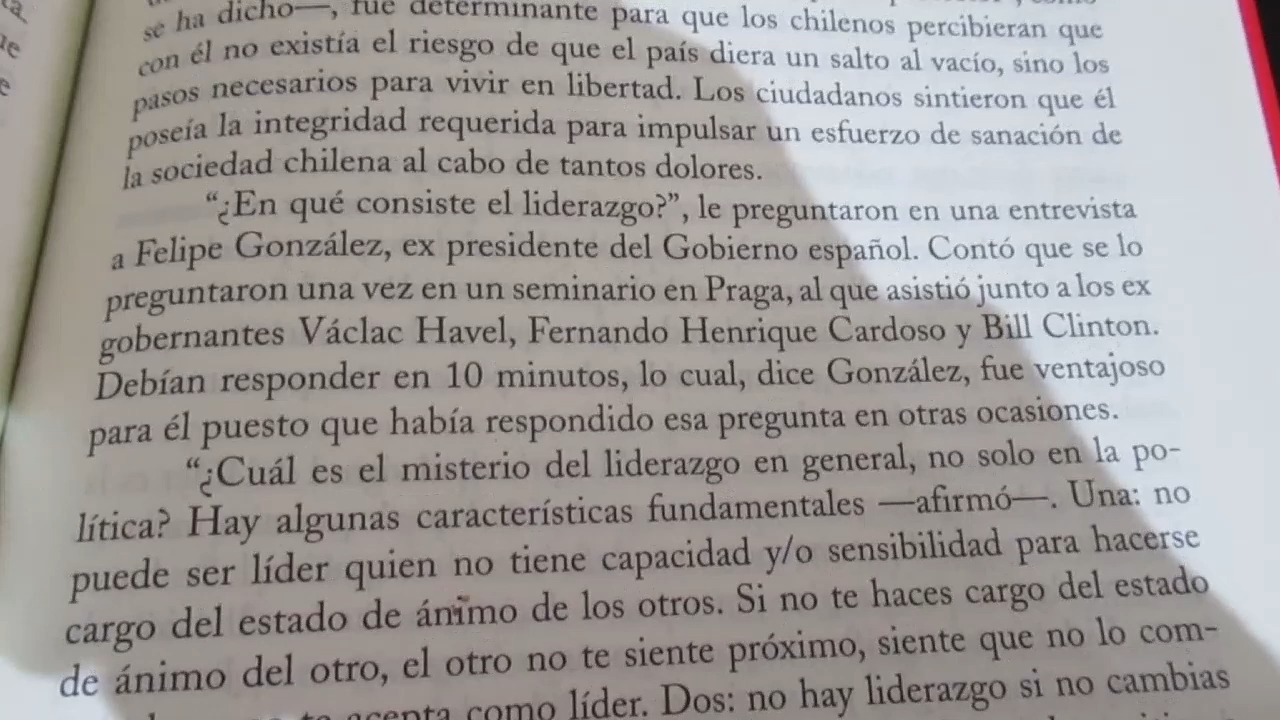 se ha dicho—, fue determinante para que los chilenos percibieran que
con él no existía el riesgo de que el país diera un salto al vacío, sino los
pasos necesarios para vivir en libertad. Los ciudadanos sintieron que él
poseía la integridad requerida para impulsar un esfuerzo de sanación de
la sociedad chilena al cabo de tantos dolores.
“¿En qué consiste el liderazgo?”, le preguntaron en una entrevista
a Felipe González, ex presidente del Gobierno español. Contó que se lo
preguntaron una vez en un seminario en Praga, al que asistió junto a los ex
gobernantes Václac Havel, Fernando Henrique Cardoso y Bill Clinton.
Debían responder en 10 minutos, lo cual, dice González, fue ventajoso
para él puesto que había respondido esa pregunta en otras ocasiones.
“¿Cuál es el misterio del liderazgo en general, no solo en la po-
lítica? Hay algunas características fundamentales —afirmó—. Una: no
puede ser líder quien no tiene capacidad y/o sensibilidad para hacerse
cargo del estado de ánimo de los otros. Si no te haces cargo del estado
de ánimo del otro, el otro no te siente próximo, siente que no lo com-
te acepta como líder. Dos: no hay liderazgo si no cambias